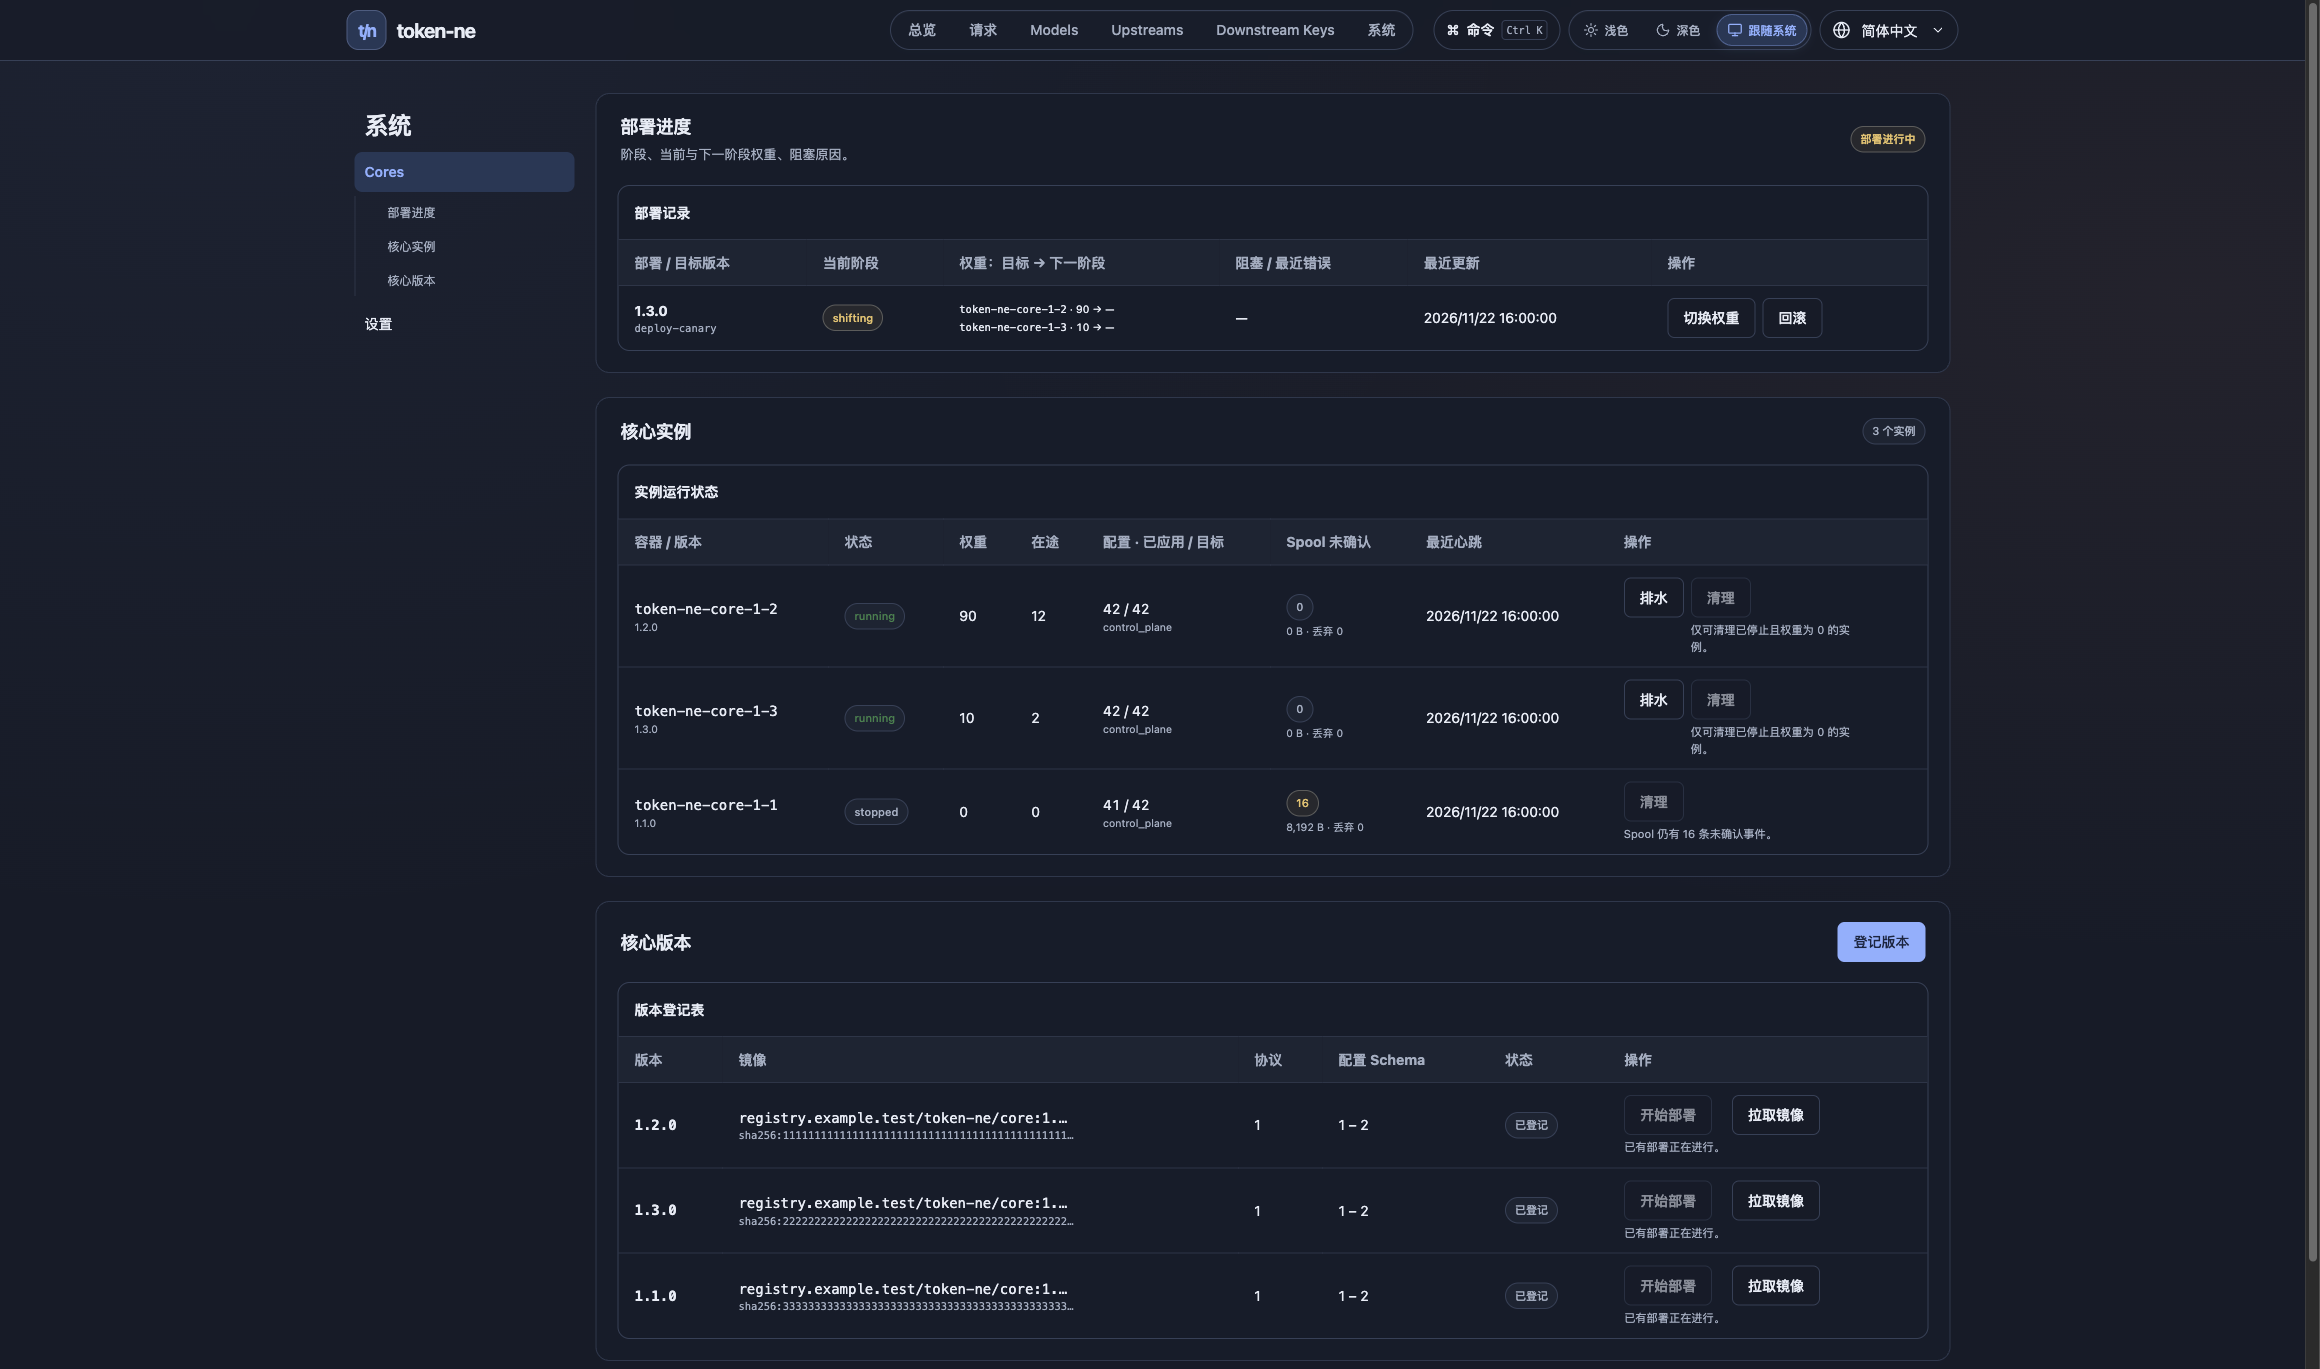 t/n token-ne
总览 请求 Models Upstreams Downstream Keys 系统
⌘ 命令 Ctrl K
浅色 深色 跟随系统
简体中文
系统
Cores
部署进度
核心实例
核心版本
设置
部署进度
阶段、当前与下一阶段权重、阻塞原因。
部署进行中
部署记录
部署 / 目标版本 当前阶段 权重：目标 → 下一阶段 阻塞 / 最近错误 最近更新 操作
1.3.0
deploy-canary
shifting
token-ne-core-1-2 · 90 → —
token-ne-core-1-3 · 10 → —
—
2026/11/22 16:00:00
切换权重 回滚
核心实例
3 个实例
实例运行状态
容器 / 版本 状态 权重 在途 配置 · 已应用 / 目标 Spool 未确认 最近心跳 操作
token-ne-core-1-2
1.2.0
running
90
12
42 / 42
control_plane
0
0 B · 丢弃 0
2026/11/22 16:00:00
排水 清理
仅可清理已停止且权重为 0 的实
例。
token-ne-core-1-3
1.3.0
running
10
2
42 / 42
control_plane
0
0 B · 丢弃 0
2026/11/22 16:00:00
排水 清理
仅可清理已停止且权重为 0 的实
例。
token-ne-core-1-1
1.1.0
stopped
0
0
41 / 42
control_plane
16
8,192 B · 丢弃 0
2026/11/22 16:00:00
清理
Spool 仍有 16 条未确认事件。
核心版本
登记版本
版本登记表
版本 镜像 协议 配置 Schema 状态 操作
1.2.0
registry.example.test/token-ne/core:1.…
sha256:11111111111111111111111111111111111111111111…
1
1 – 2
已登记
开始部署 拉取镜像
已有部署正在进行。
1.3.0
registry.example.test/token-ne/core:1.…
sha256:22222222222222222222222222222222222222222222…
1
1 – 2
已登记
开始部署 拉取镜像
已有部署正在进行。
1.1.0
registry.example.test/token-ne/core:1.…
sha256:33333333333333333333333333333333333333333333…
1
1 – 2
已登记
开始部署 拉取镜像
已有部署正在进行。